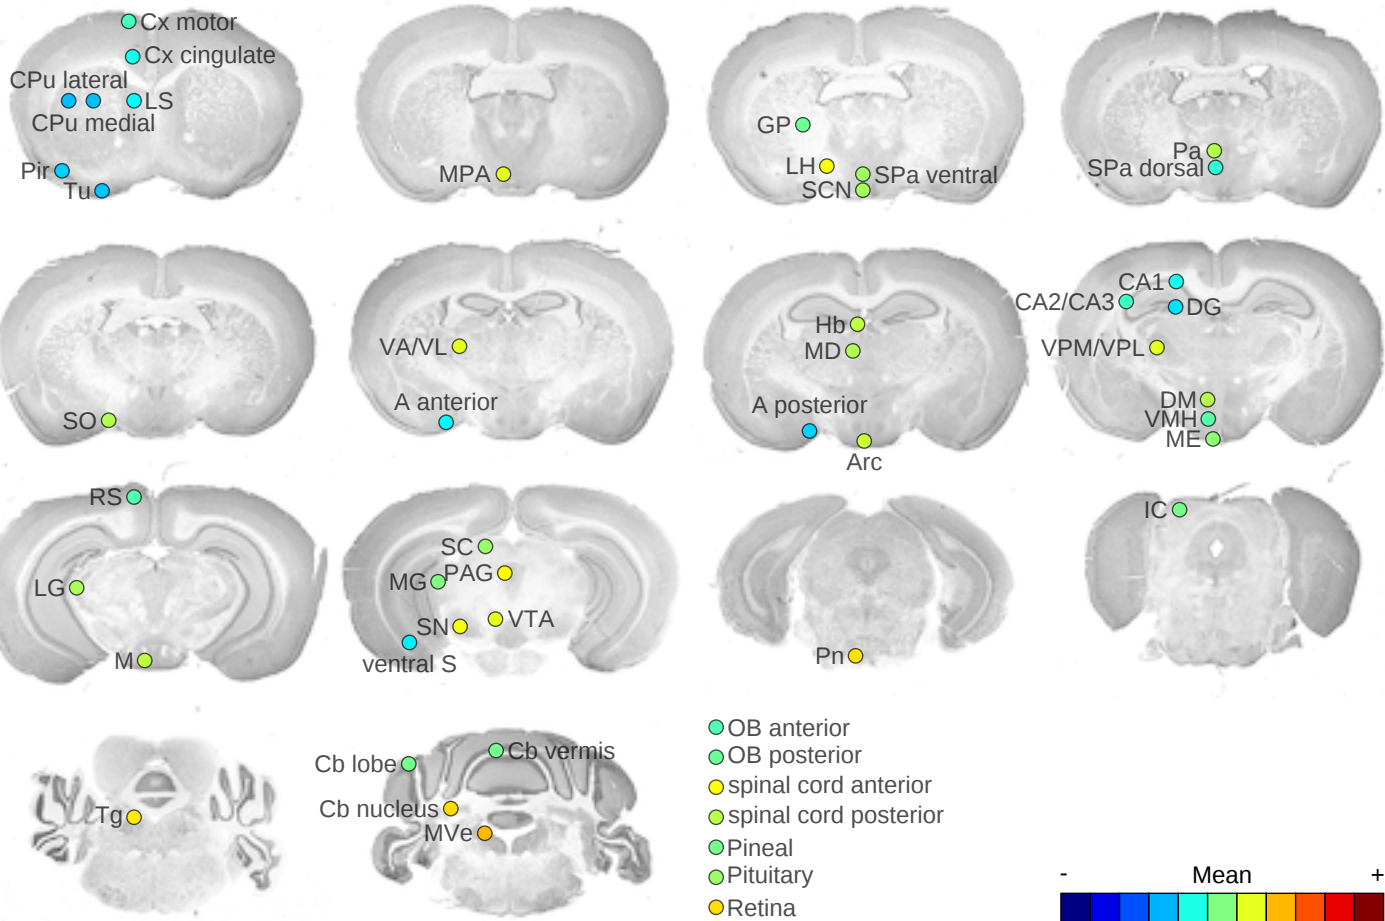 Cx motor
Cx cingulate
CPu lateral
LS
CPu medial
Pir
Tu
MPA
GP
LH
SPa ventral
SCN
Pa
SPa dorsal
SO
VA/VL
A anterior
Hb
MD
A posterior
Arc
CA1
CA2/CA3
DG
VPM/VPL
DM
VMH
ME
RS
LG
M
SC
MG
PAG
SN
VTA
ventral S
Pn
IC
Tg
Cb lobe
Cb vermis
Cb nucleus
MVe
OB anterior
OB posterior
spinal cord anterior
spinal cord posterior
Pineal
Pituitary
Retina
- Mean +